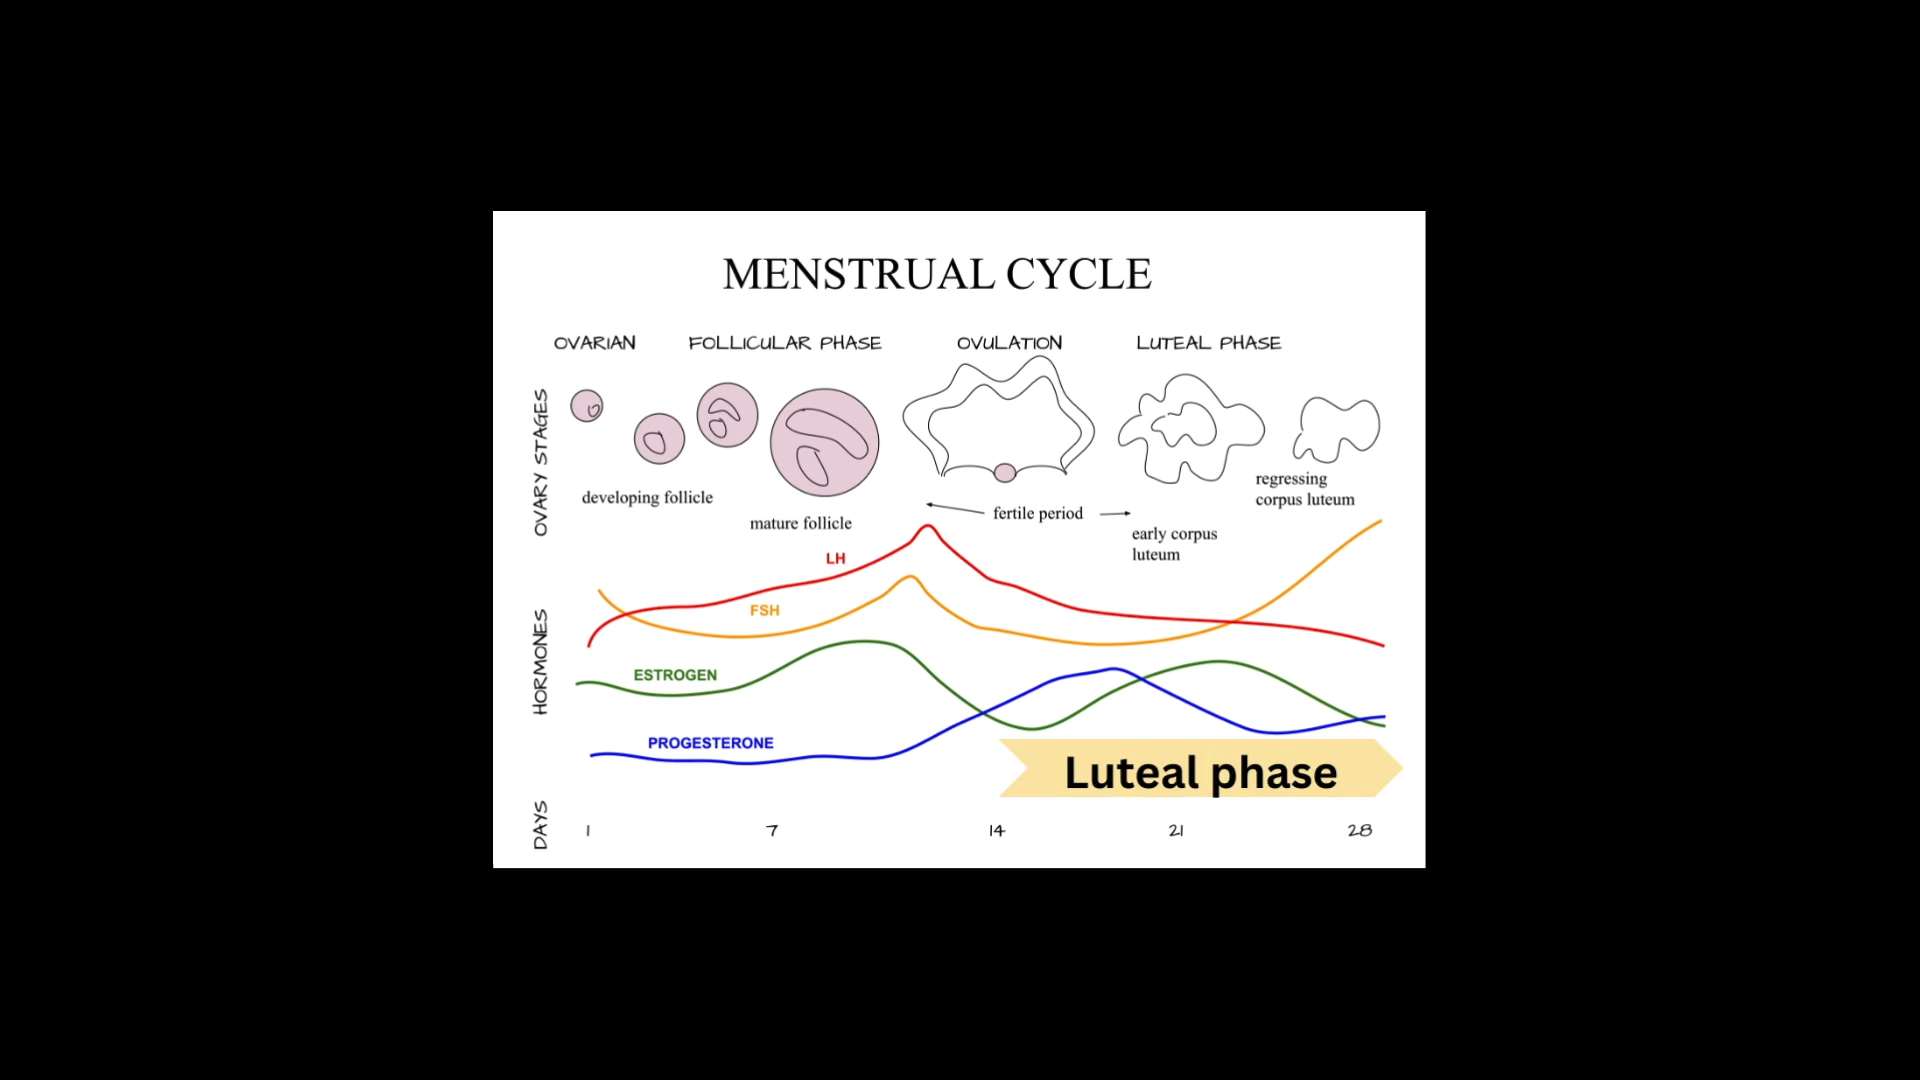 MENSTRUAL CYCLE
OVARIAN
FOLLICULAR PHASE
OVULATION
LUTEAL PHASE
OVARY STAGES
developing follicle
mature follicle
fertile period
early corpus
luteum
regressing
corpus luteum
HORMONES
LH
FSH
ESTROGEN
PROGESTERONE
Luteal phase
DAYS
1 7 14 21 28